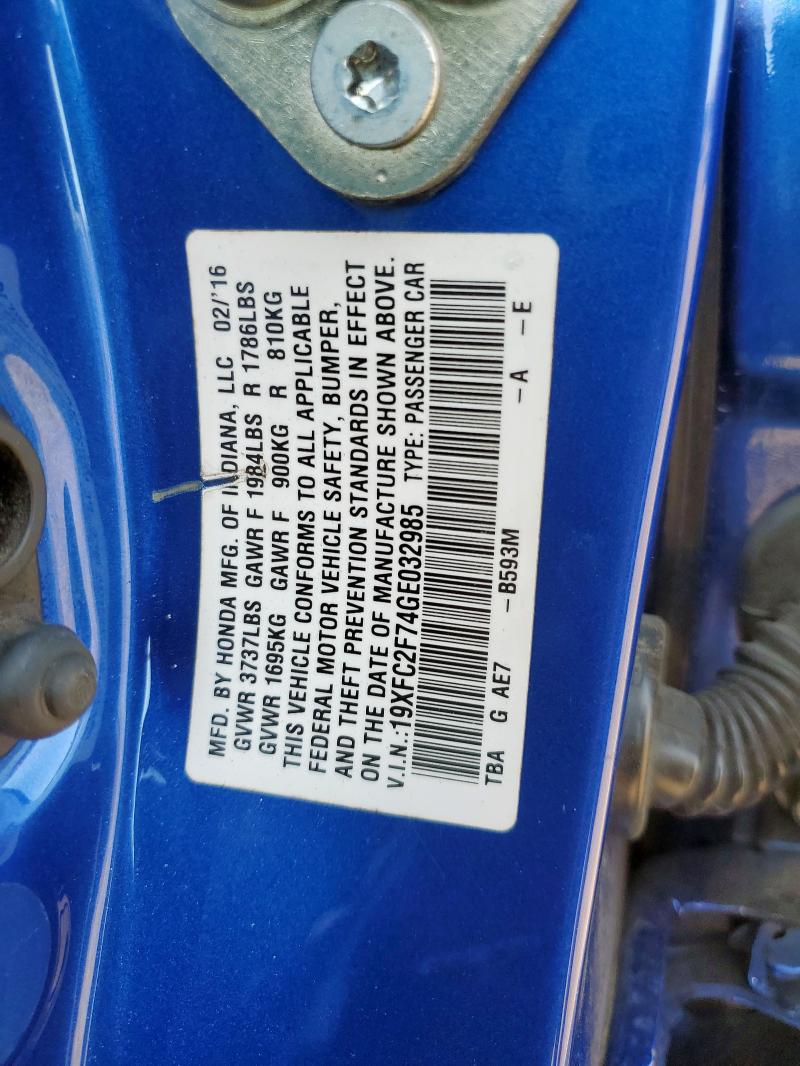 MFD. BY HONDA MFG. OF INDIANA, LLC 02/'16
GVWR 3737LBS GAWR F 1984LBS R 1786LBS
GVWR 1695KG GAWR F 900KG R 810KG
THIS VEHICLE CONFORMS TO ALL APPLICABLE
FEDERAL MOTOR VEHICLE SAFETY, BUMPER,
AND THEFT PREVENTION STANDARDS IN EFFECT
ON THE DATE OF MANUFACTURE SHOWN ABOVE.
V.I.N.:19XFC2F74GE032985 TYPE: PASSENGER CAR
TBA G AE7 -B593M -A -E